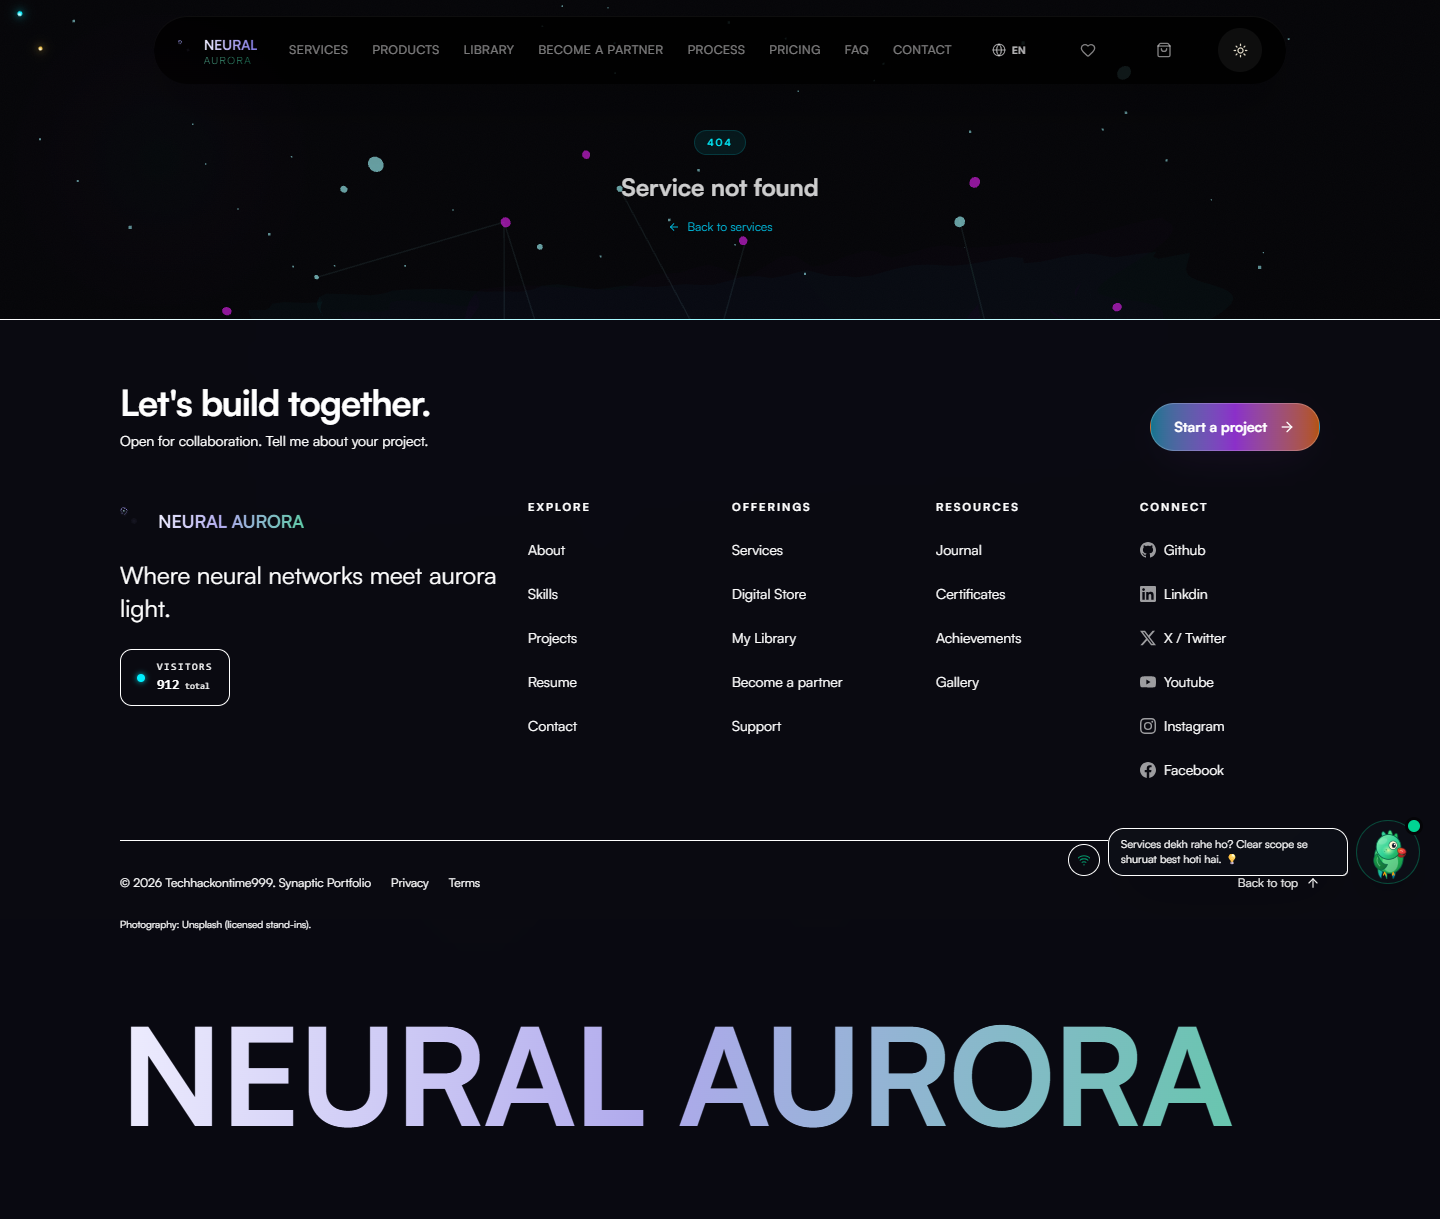 NEURAL
AURORA
SERVICES
PRODUCTS
LIBRARY
BECOME A PARTNER
PROCESS
PRICING
FAQ
CONTACT
EN
404
Service not found
Back to services
Let's build together.
Open for collaboration. Tell me about your project.
Start a project
NEURAL AURORA
Where neural networks meet aurora
light.
VISITORS
912 total
EXPLORE
About
Skills
Projects
Resume
Contact
OFFERINGS
Services
Digital Store
My Library
Become a partner
Support
RESOURCES
Journal
Certificates
Achievements
Gallery
CONNECT
Github
Linkdin
X / Twitter
Youtube
Instagram
Facebook
Services dekh rahe ho? Clear scope se
shuruat best hoti hai. 💡
© 2026 Techhackontime999. Synaptic Portfolio
Privacy
Terms
Back to top
Photography: Unsplash (licensed stand-ins).
NEURAL AURORA